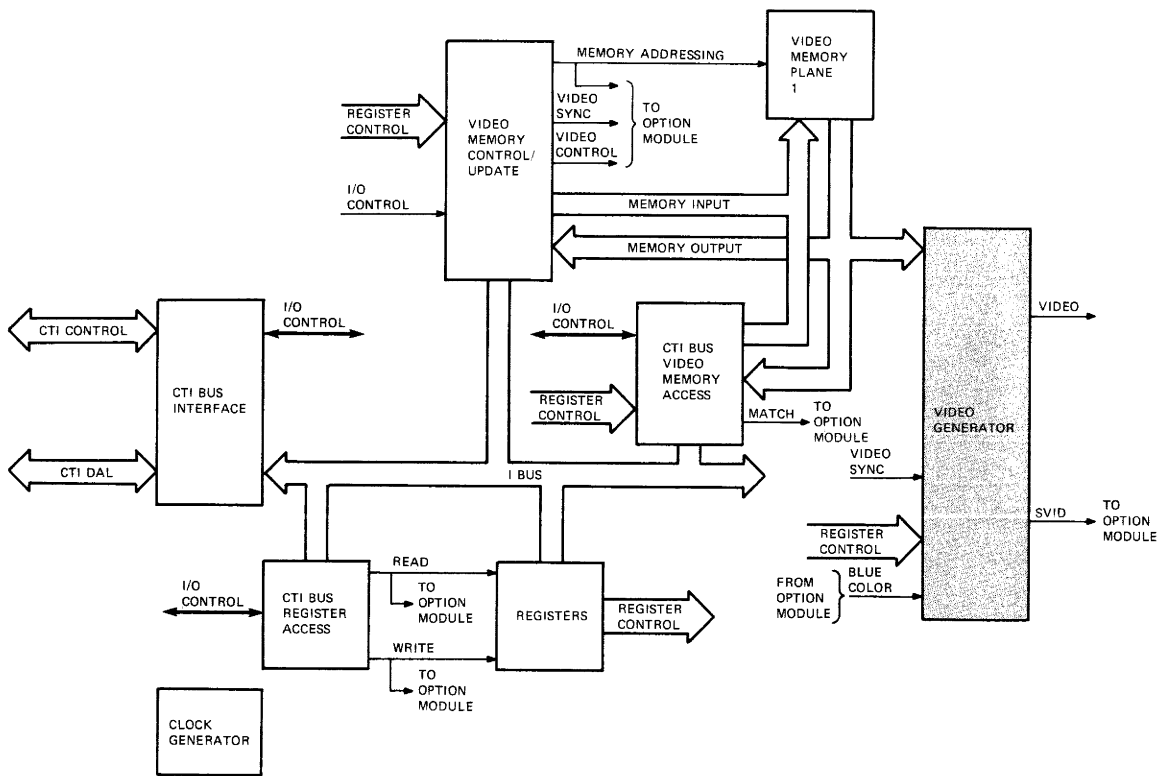 MEMORY ADDRESSING
VIDEO
MEMORY
PLANE
1
VIDEO
SYNC
TO
OPTION
MODULE
VIDEO
CONTROL
REGISTER
CONTROL
VIDEO
MEMORY
CONTROL/
UPDATE
I/O
CONTROL
MEMORY INPUT
MEMORY OUTPUT
CTI CONTROL
I/O
CONTROL
CTI BUS
INTERFACE
CTI DAL
I/O
CONTROL
CTI BUS
VIDEO
MEMORY
ACCESS
REGISTER
CONTROL
MATCH
TO
OPTION
MODULE
VIDEO
VIDEO
GENERATOR
VIDEO
SYNC
I BUS
SVID
TO
OPTION
MODULE
REGISTER
CONTROL
FROM
OPTION
MODULE
BLUE
COLOR
I/O
CONTROL
CTI BUS
REGISTER
ACCESS
READ
TO
OPTION
MODULE
WRITE
TO
OPTION
MODULE
REGISTERS
REGISTER
CONTROL
CLOCK
GENERATOR